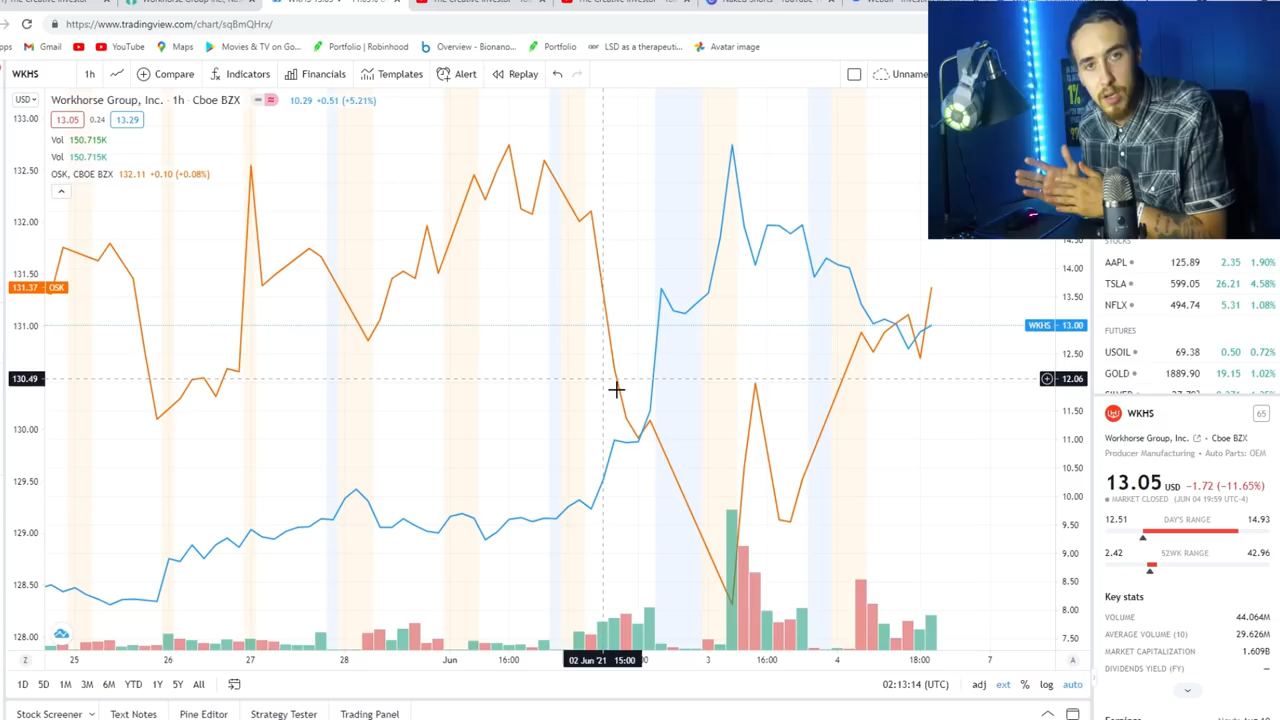 https://www.tradingview.com/chart/sqBmQHrx/
Gmail YouTube Maps Movies & TV on Go... Portfolio | Robinhood Overview - Bionano... Portfolio LSD as a therapeuti... Avatar image
WKHS 1h Compare Indicators Financials Templates Alert Replay Unname
USD Workhorse Group, Inc. · 1h · Cboe BZX 10.29 +0.51 (+5.21%)
13.05 0.24 13.29
Vol 150.715K
Vol 150.715K
OSK, CBOE BZX 132.11 +0.10 (+0.08%)
133.00
132.50
132.00
131.50
131.37 OSK
131.00
130.49
130.00
129.50
129.00
128.50
128.00
14.00
13.50
WKHS 13.00
12.50
12.06
11.50
11.00
10.50
10.00
9.50
9.00
8.50
8.00
7.50
Z 25 26 27 28 Jun 16:00 02 Jun '21 15:00 3 16:00 4 18:00 7 A
1D 5D 1M 3M 6M YTD 1Y 5Y All 02:13:14 (UTC) adj ext % log auto
Stock Screener Text Notes Pine Editor Strategy Tester Trading Panel
1%
AAPL 125.89 2.35 1.90%
TSLA 599.05 26.21 4.58%
NFLX 494.74 5.31 1.08%
FUTURES
USOIL 69.38 0.50 0.72%
GOLD 1889.90 19.15 1.02%
WKHS 65
Workhorse Group, Inc. · Cboe BZX
Producer Manufacturing · Auto Parts: OEM
13.05 USD −1.72 (−11.65%)
MARKET CLOSED (JUN 04 19:59 UTC-4)
12.51 DAY'S RANGE 14.93
2.42 52WK RANGE 42.96
Key stats
VOLUME 44.064M
AVERAGE VOLUME (10) 29.626M
MARKET CAPITALIZATION 1.609B
DIVIDENDS YIELD (FY) —